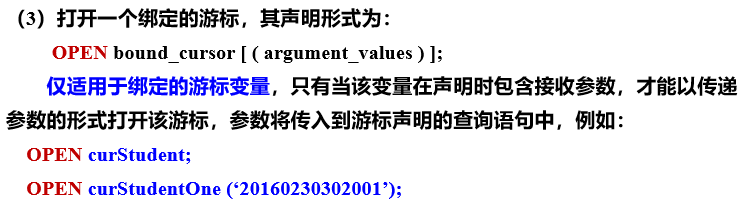 （3）打开一个绑定的游标，其声明形式为：
OPEN bound_cursor [ ( argument_values ) ];
仅适用于绑定的游标变量，只有当该变量在声明时包含接收参数，才能以传递
参数的形式打开该游标，参数将传入到游标声明的查询语句中，例如：
OPEN curStudent;
OPEN curStudentOne (‘20160230302001’);